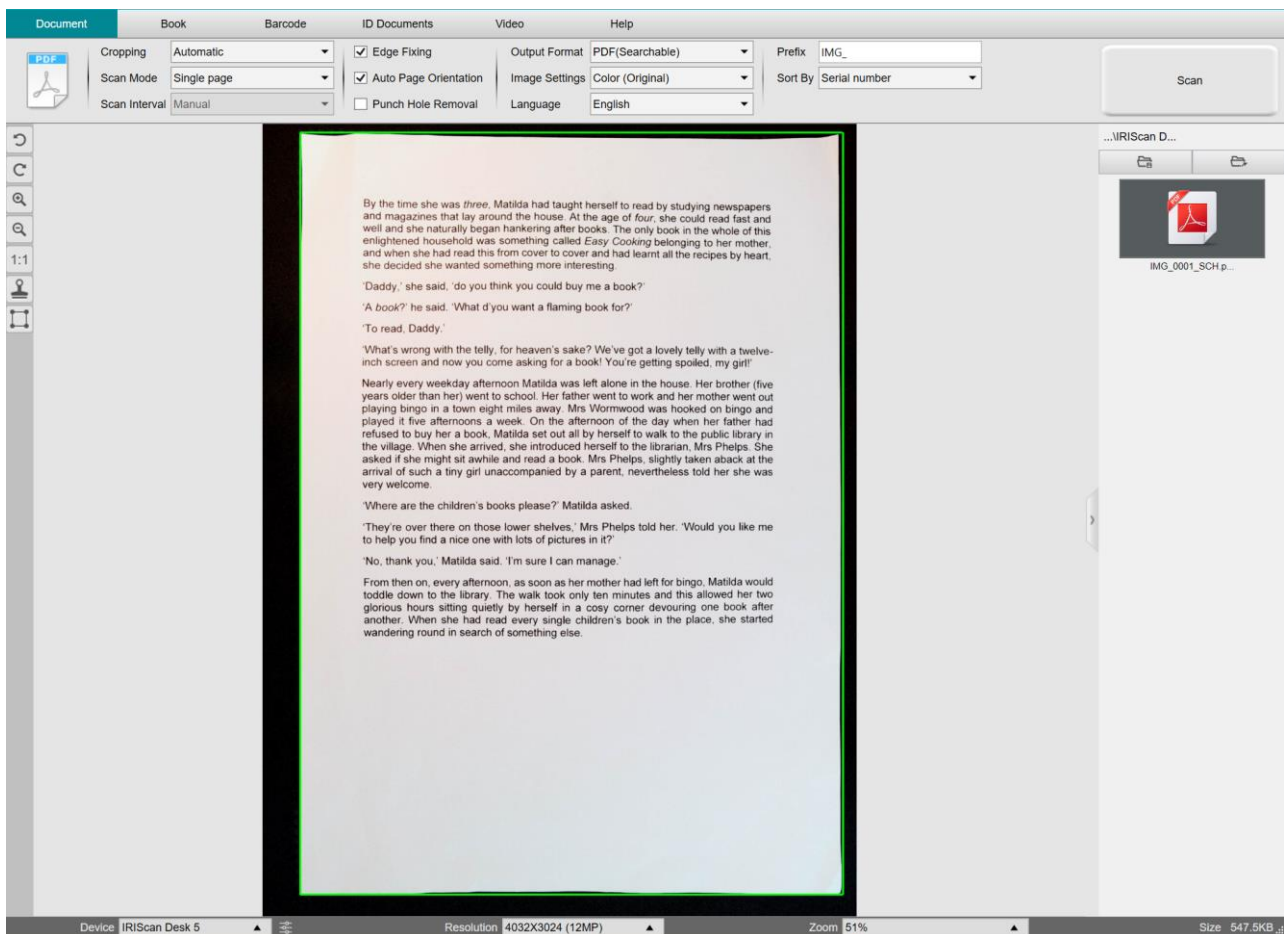 Document Book Barcode ID Documents Video Help
PDF
Cropping Automatic
Scan Mode Single page
Scan Interval Manual
Edge Fixing
Auto Page Orientation
Punch Hole Removal
Output Format PDF(Searchable)
Image Settings Color (Original)
Language English
Prefix IMG_
Sort By Serial number
Scan
1:1
By the time she was three, Matilda had taught herself to read by studying newspapers
and magazines that lay around the house. At the age of four, she could read fast and
well and she naturally began hankering after books. The only book in the whole of this
enlightened household was something called Easy Cooking belonging to her mother,
and when she had read this from cover to cover and had learnt all the recipes by heart,
she decided she wanted something more interesting.
'Daddy,' she said, 'do you think you could buy me a book?'
'A book?' he said. 'What d'you want a flaming book for?'
'To read, Daddy.'
'What's wrong with the telly, for heaven's sake? We've got a lovely telly with a twelve-
inch screen and now you come asking for a book! You're getting spoiled, my girl!'
Nearly every weekday afternoon Matilda was left alone in the house. Her brother (five
years older than her) went to school. Her father went to work and her mother went out
playing bingo in a town eight miles away. Mrs Wormwood was hooked on bingo and
played it five afternoons a week. On the afternoon of the day when her father had
refused to buy her a book, Matilda set out all by herself to walk to the public library in
the village. When she arrived, she introduced herself to the librarian, Mrs Phelps. She
asked if she might sit awhile and read a book. Mrs Phelps, slightly taken aback at the
arrival of such a tiny girl unaccompanied by a parent, nevertheless told her she was
very welcome.
'Where are the children's books please?' Matilda asked.
'They're over there on those lower shelves,' Mrs Phelps told her. 'Would you like me
to help you find a nice one with lots of pictures in it?'
'No, thank you,' Matilda said. 'I'm sure I can manage.'
From then on, every afternoon, as soon as her mother had left for bingo, Matilda would
toddle down to the library. The walk took only ten minutes and this allowed her two
glorious hours sitting quietly by herself in a cosy corner devouring one book after
another. When she had read every single children's book in the place, she started
wandering round in search of something else.
...\IRIScan D...
PDF
IMG_0001_SCH.p...
Device IRIScan Desk 5 Resolution 4032X3024 (12MP) Zoom 51% Size 547.5KB